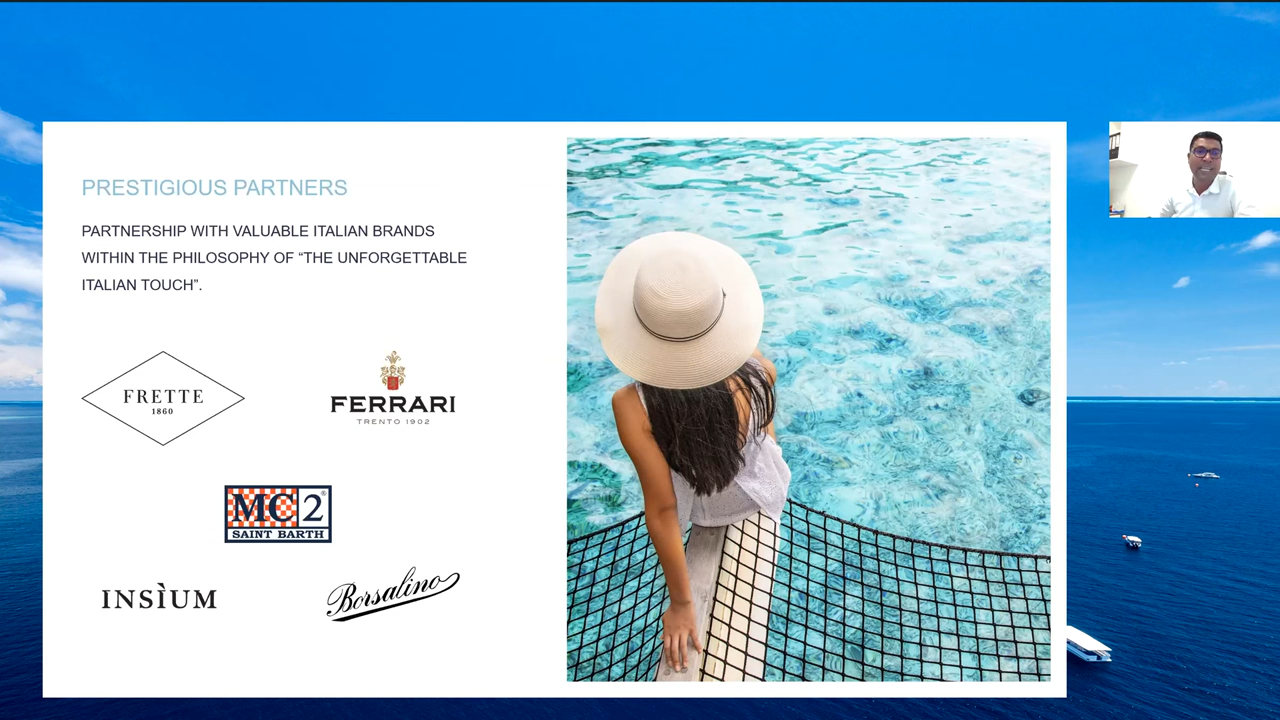 PRESTIGIOUS PARTNERS
PARTNERSHIP WITH VALUABLE ITALIAN BRANDS
WITHIN THE PHILOSOPHY OF “THE UNFORGETTABLE
ITALIAN TOUCH”.
FRETTE
1860
FERRARI
TRENTO 1902
MC2®
SAINT BARTH
INSÌUM
Borsalino